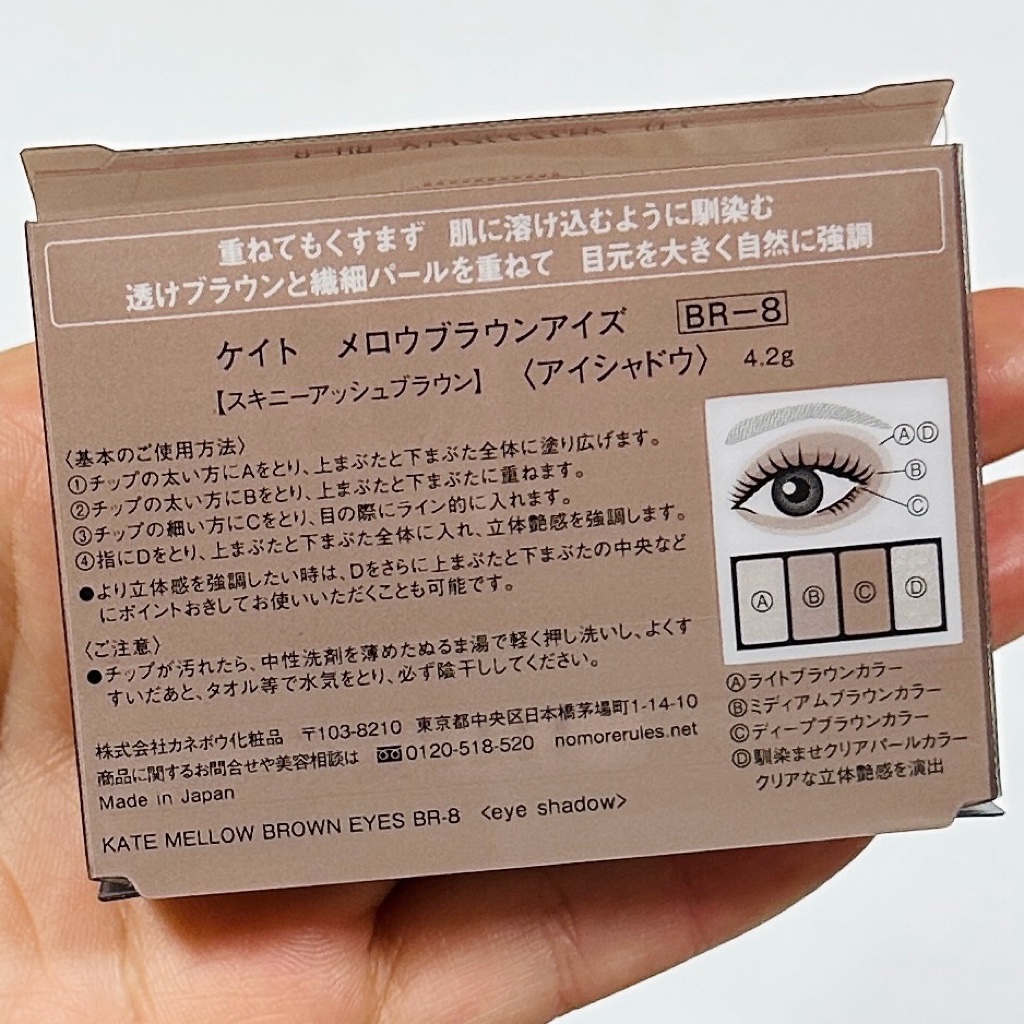 重ねてもくすまず 肌に溶け込むように馴染む
透けブラウンと繊細パールを重ねて 目元を大きく自然に強調
ケイト メロウブラウンアイズ BR-8
【スキニーアッシュブラウン】 〈アイシャドウ〉 4.2g
〈基本のご使用方法〉
①チップの太い方にAをとり、上まぶたと下まぶた全体に塗り広げます。
②チップの太い方にBをとり、上まぶたと下まぶたに重ねます。
③チップの細い方にCをとり、目の際にライン的に入れます。
④指にDをとり、上まぶたと下まぶた全体に入れ、立体艶感を強調します。
●より立体感を強調したい時は、Dをさらに上まぶたと下まぶたの中央など
にポイントおきしてお使いいただくことも可能です。
〈ご注意〉
●チップが汚れたら、中性洗剤を薄めたぬるま湯で軽く押し洗いし、よくす
すいだあと、タオル等で水気をとり、必ず陰干ししてください。
株式会社カネボウ化粧品 〒103-8210 東京都中央区日本橋茅場町1-14-10
商品に関するお問合せや美容相談は 0120-518-520 nomorerules.net
Made in Japan
KATE MELLOW BROWN EYES BR-8 <eye shadow>
ⒶⒹ
Ⓑ
Ⓒ
Ⓐ Ⓑ Ⓒ Ⓓ
Ⓐライトブラウンカラー
Ⓑミディアムブラウンカラー
Ⓒディープブラウンカラー
Ⓓ馴染ませクリアパールカラー
クリアな立体艶感を演出